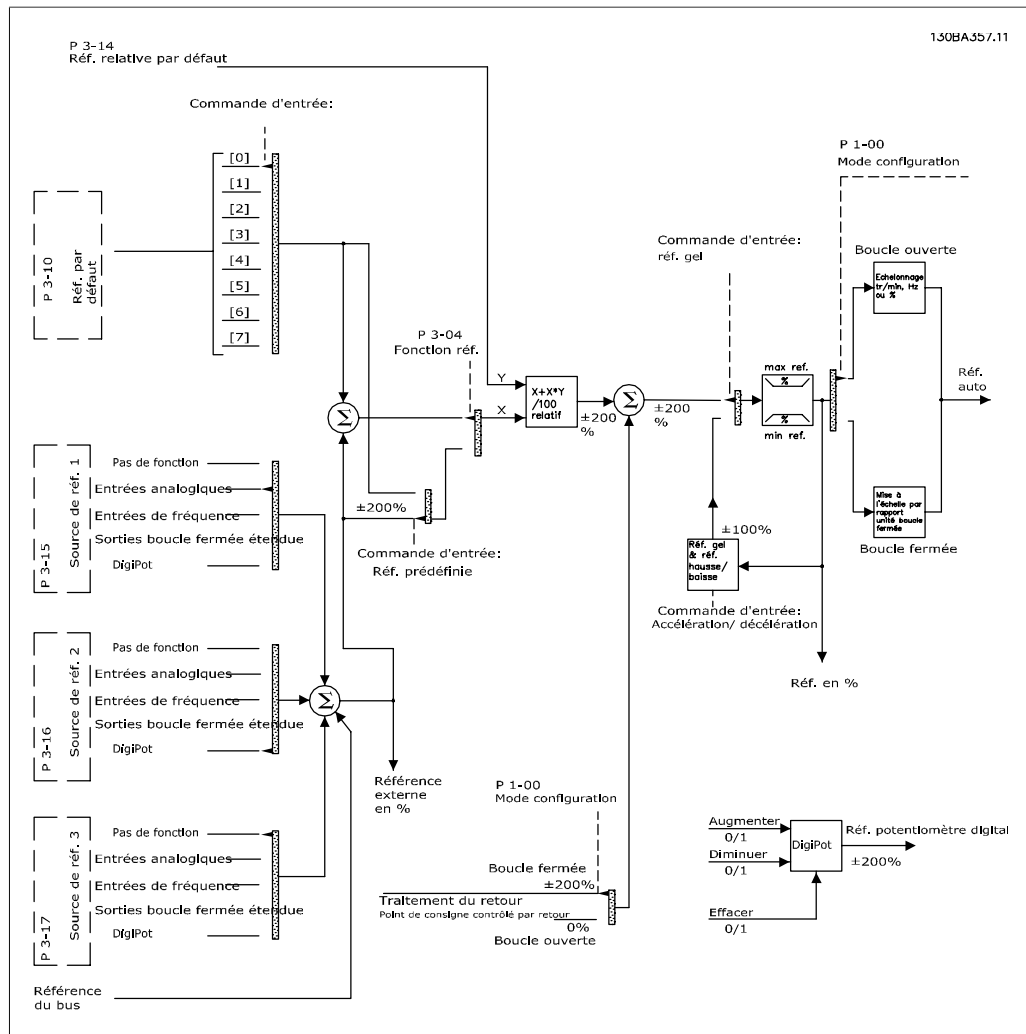 130BA357.11
P 3-14
Réf. relative par défaut
Commande d'entrée:
[0]
[1]
[2]
[3]
[4]
[5]
[6]
[7]
P 3-10
Réf. par
défaut
P 1-00
Mode configuration
Commande d'entrée:
réf. gel
Boucle ouverte
Echelonnage
tr/min, Hz
ou %
P 3-04
Fonction réf.
Y
X
X+X*Y
/100
relatif
±200
%
Σ
±200
%
max ref.
%
%
min ref.
Réf.
auto
Σ
Mise à
l'échelle par
rapport
unité boucle
fermée
Boucle fermée
±200%
Commande d'entrée:
Réf. prédéfinie
±100%
Réf. gel
& réf.
hausse/
baisse
Commande d'entrée:
Accélération/ décélération
Réf. en %
P 3-15
Source de réf. 1
Pas de fonction
Entrées analogiques
Entrées de fréquence
Sorties boucle fermée étendue
DigiPot
P 3-16
Source de réf. 2
Pas de fonction
Entrées analogiques
Entrées de fréquence
Sorties boucle fermée étendue
DigiPot
Σ
Référence
externe
en %
P 3-17
Source de réf. 3
Pas de fonction
Entrées analogiques
Entrées de fréquence
Sorties boucle fermée étendue
DigiPot
Référence
du bus
P 1-00
Mode configuration
Boucle fermée
±200%
Traitement du retour
Point de consigne contrôlé par retour
0%
Boucle ouverte
Augmenter
0/1
Diminuer
0/1
Effacer
0/1
DigiPot
Réf. potentiomètre digital
±200%